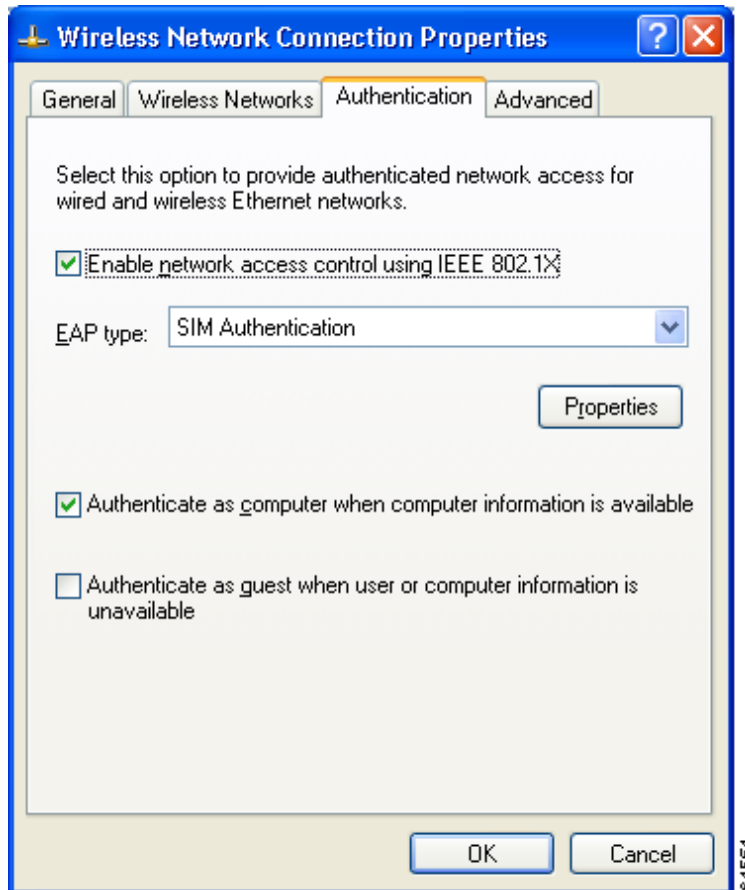 Wireless Network Connection Properties
General Wireless Networks Authentication Advanced
Select this option to provide authenticated network access for
wired and wireless Ethernet networks.
Enable network access control using IEEE 802.1X
EAP type: SIM Authentication
Properties
Authenticate as computer when computer information is available
Authenticate as guest when user or computer information is
unavailable
OK Cancel